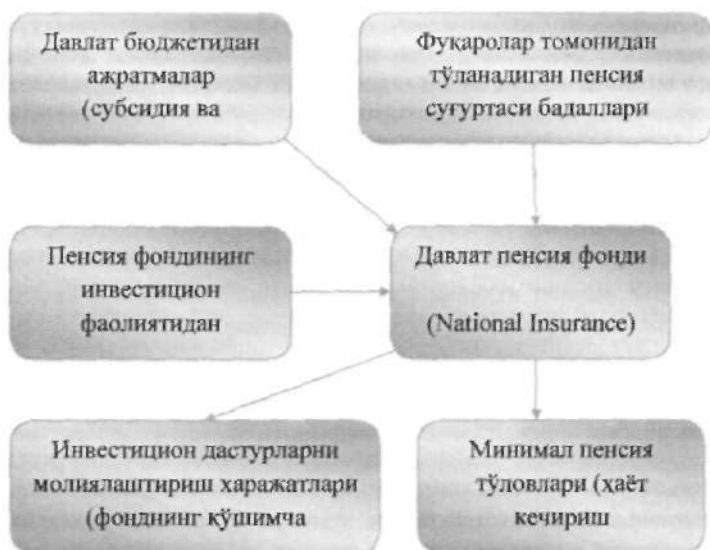 Давлат бюджетидан
ажратмалар
(субсидия ва
Фуқаролар томонидан
тўланадиган пенсия
суғуртаси бадаллари
Пенсия фондининг
инвестицион
фаолиятидан
Давлат пенсия фонди
(National Insurance)
Инвестицион дастурларни
молиялаштириш харажатлари
(фонднинг қўшимча
Минимал пенсия
тўловлари (ҳаёт
кечириш